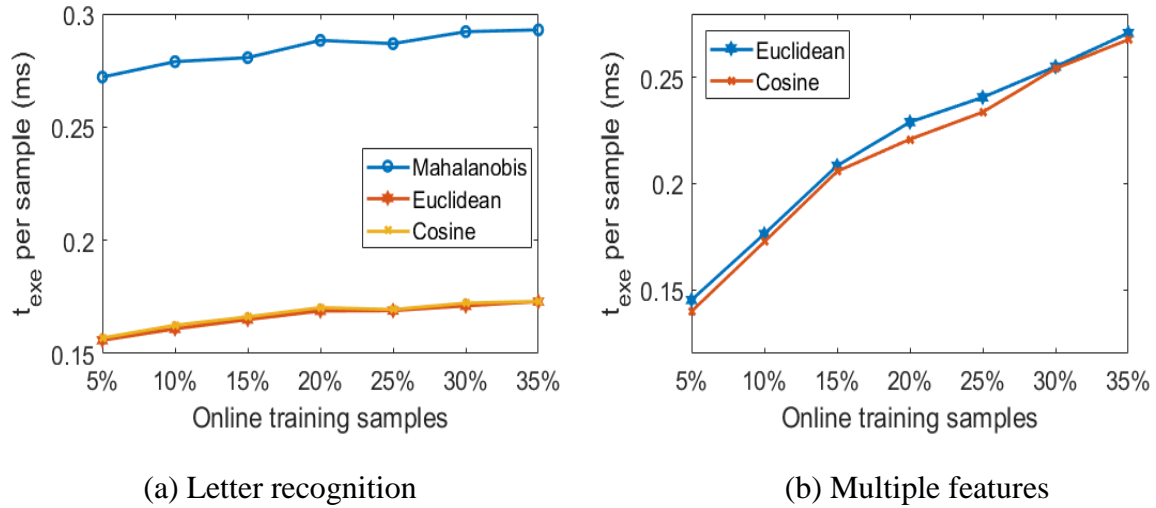 0.3
0.25
0.2
0.15
t_exe per sample (ms)
Mahalanobis
Euclidean
Cosine
5% 10% 15% 20% 25% 30% 35%
Online training samples
(a) Letter recognition
0.25
0.2
0.15
t_exe per sample (ms)
Euclidean
Cosine
5% 10% 15% 20% 25% 30% 35%
Online training samples
(b) Multiple features